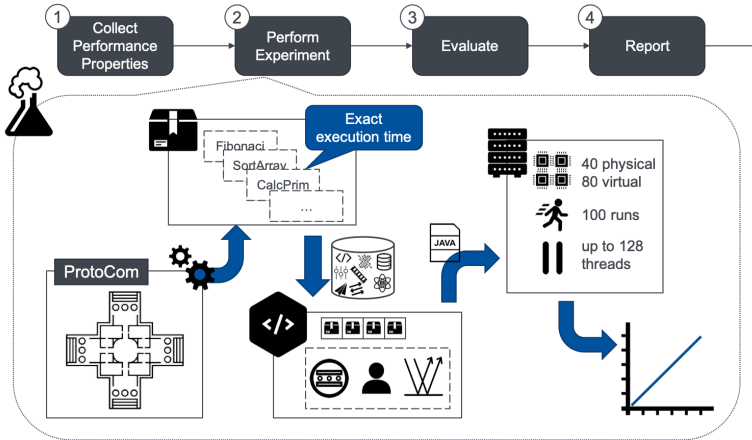 1
Collect
Performance
Properties
2
Perform
Experiment
3
Evaluate
4
Report
Exact
execution time
Fibonaci
SortArray
CalcPrim
...
40 physical
80 virtual
100 runs
up to 128
threads
JAVA
ProtoCom
</>
</>